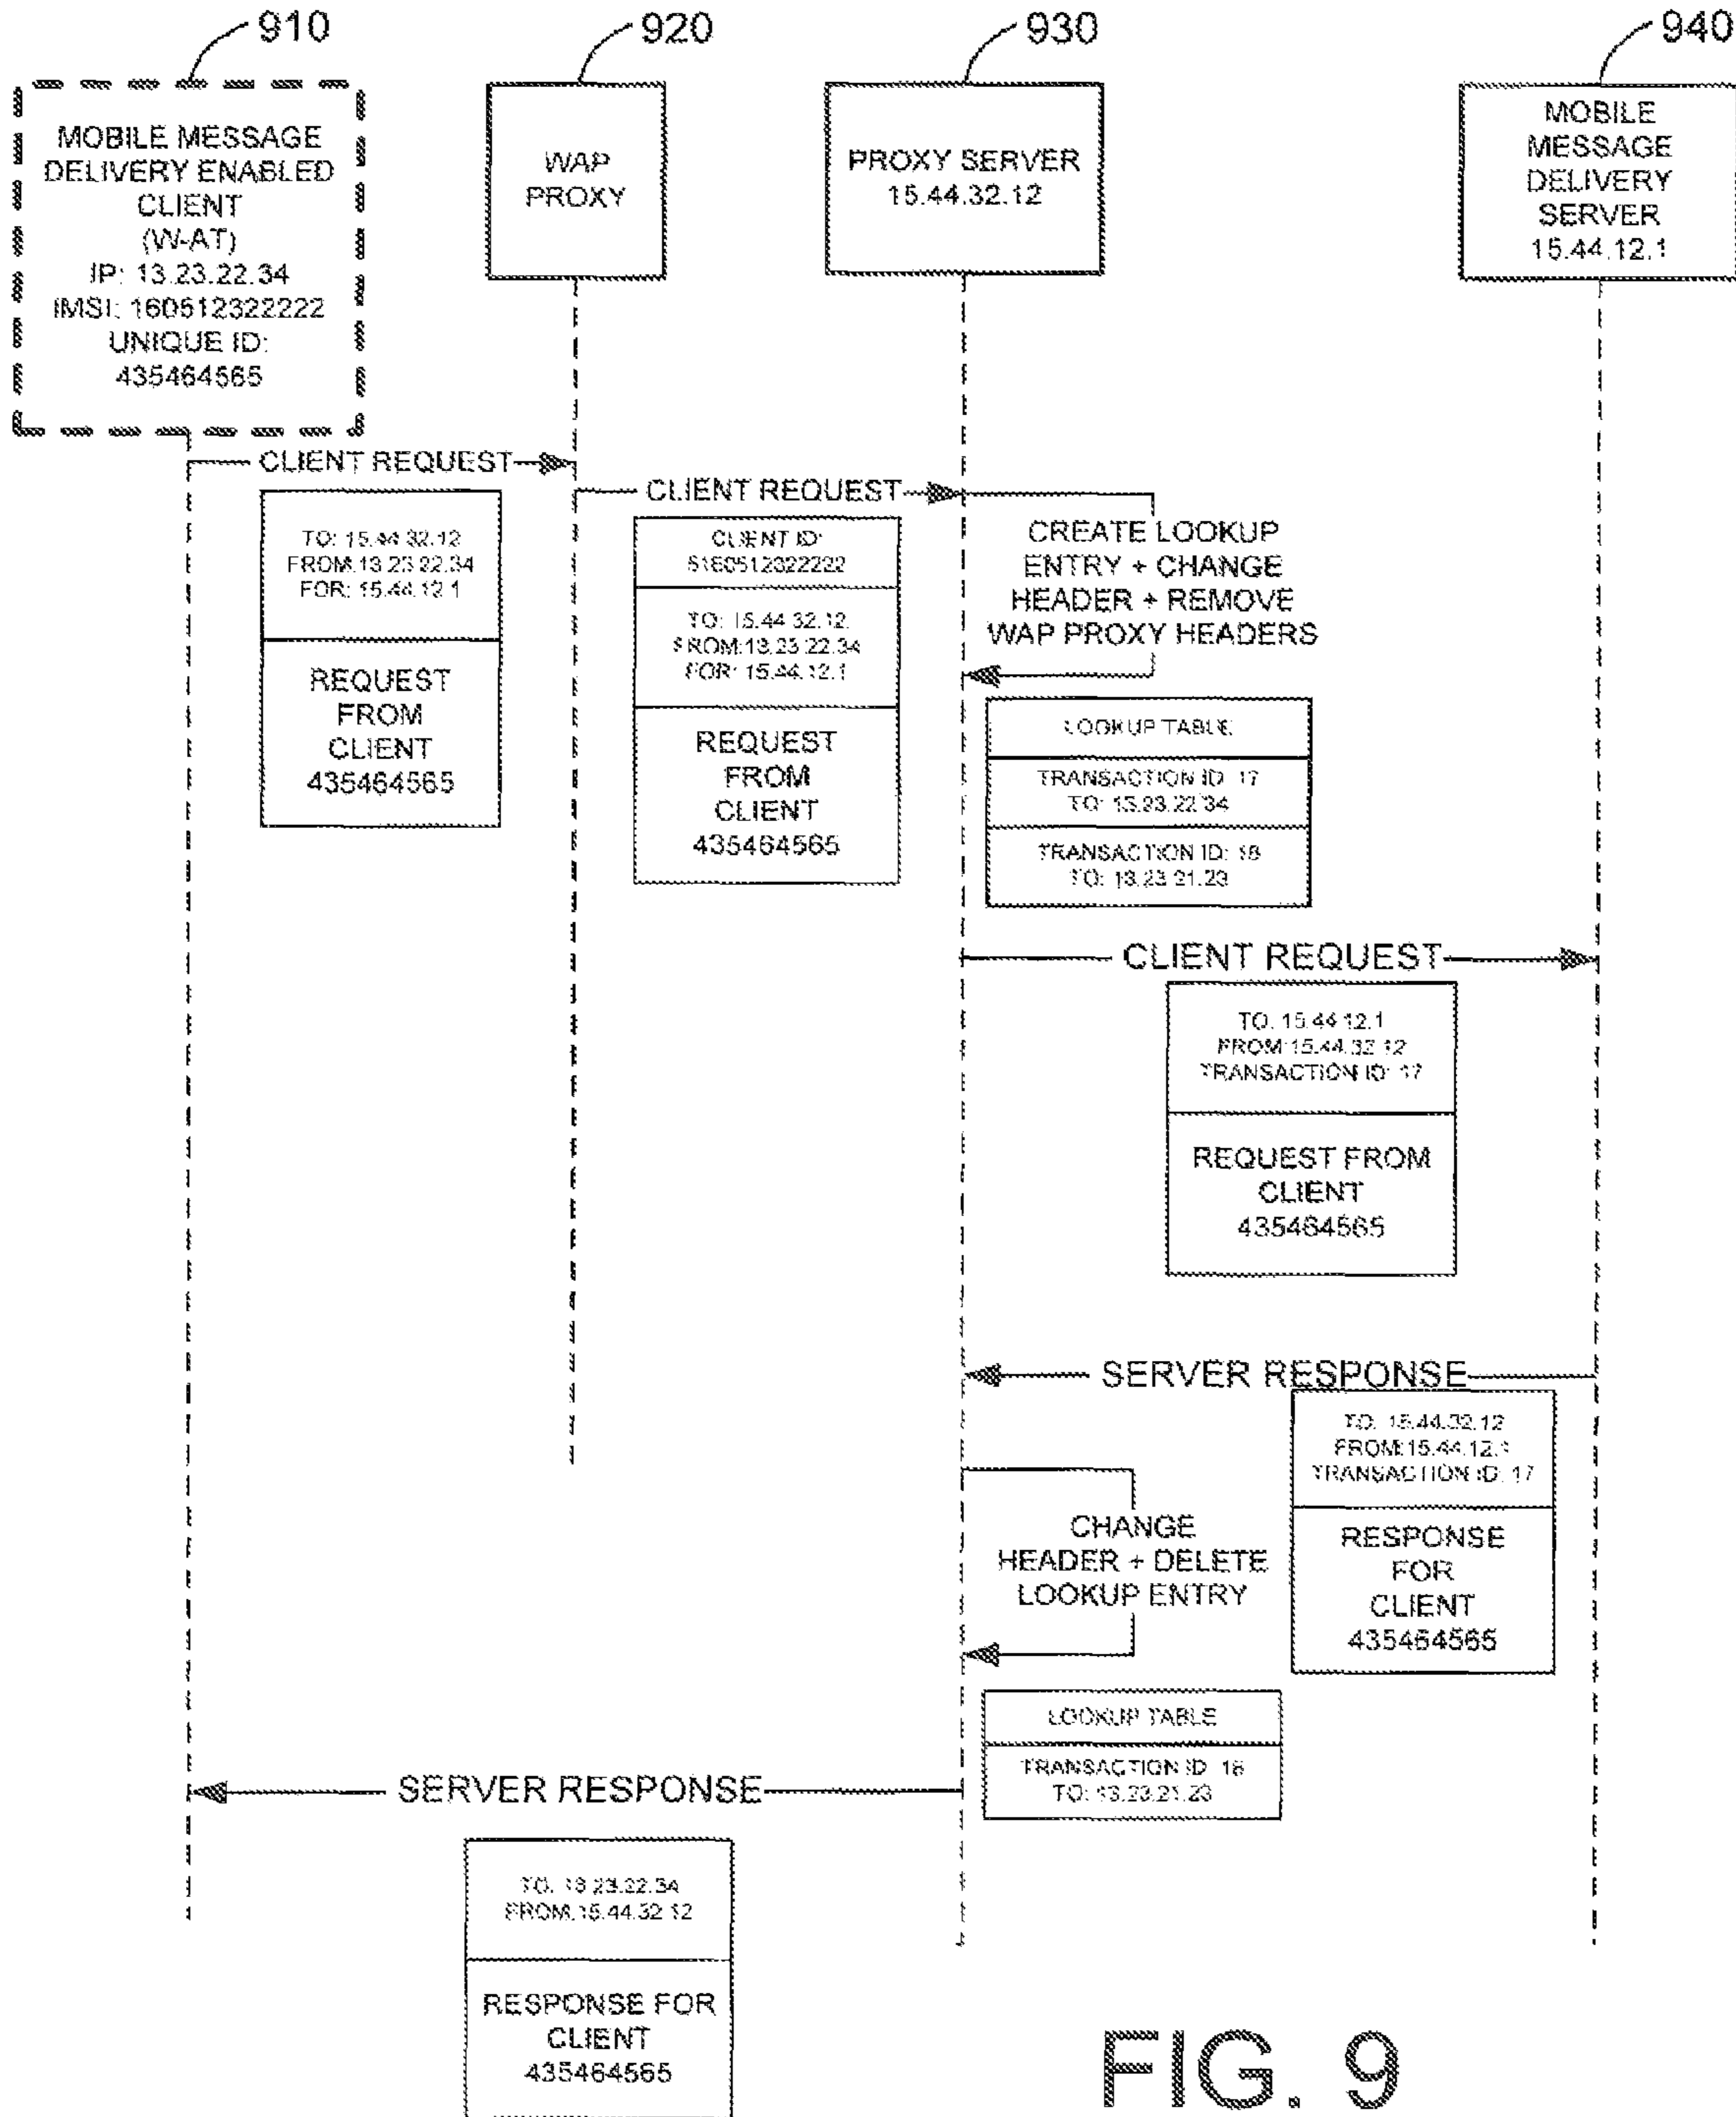 910
920
930
940
MOBILE MESSAGE
DELIVERY ENABLED
CLIENT
(W-AT)
IP: 13.23.22.34
IMSI: 160512322222
UNIQUE ID:
435464565
WAP
PROXY
PROXY SERVER
15.44.32.12
MOBILE
MESSAGE
DELIVERY
SERVER
15.44.12.1
CLIENT REQUEST
TO: 15.44.32.12
FROM:13.23.22.34
FOR: 15.44.12.1
REQUEST
FROM
CLIENT
435464565
CLIENT REQUEST
CLIENT ID:
5160512322222
TO: 15.44.32.12
FROM:13.23.22.34
FOR: 15.44.12.1
REQUEST
FROM
CLIENT
435464565
CREATE LOOKUP
ENTRY + CHANGE
HEADER + REMOVE
WAP PROXY HEADERS
LOOKUP TABLE
TRANSACTION ID: 17
TO: 13.23.22.34
TRANSACTION ID:
TO: 13.23.21.23
CLIENT REQUEST
TO: 15.44.12.1
FROM:15.44.32.12
TRANSACTION ID: 17
REQUEST FROM
CLIENT
435464565
SERVER RESPONSE
TO: 15.44.32.12
FROM:15.44.12.1
TRANSACTION ID: 17
RESPONSE
FOR
CLIENT
435464565
CHANGE
HEADER + DELETE
LOOKUP ENTRY
LOOKUP TABLE
TRANSACTION ID:
TO: 13.23.21.23
SERVER RESPONSE
TO: 13.23.22.34
FROM:15.44.32.12
RESPONSE FOR
CLIENT
435464565
FIG. 9